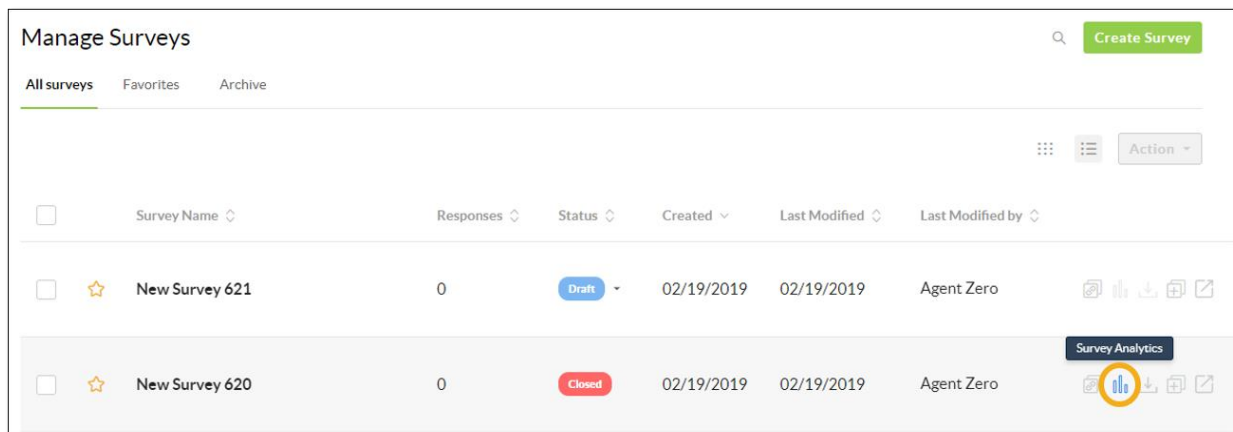 Manage Surveys
Create Survey
All surveys Favorites Archive
Action
Survey Name Responses Status Created Last Modified Last Modified by
New Survey 621 0 Draft 02/19/2019 02/19/2019 Agent Zero
Survey Analytics
New Survey 620 0 Closed 02/19/2019 02/19/2019 Agent Zero